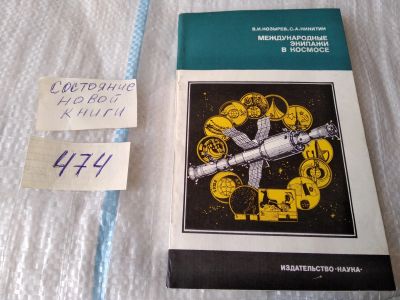 В.И.КОЗЫРЕВ, С.А.НИКИТИН
МЕЖДУНАРОДНЫЕ
ЭКИПАЖИ
В КОСМОСЕ
ИЗДАТЕЛЬСТВО «НАУКА»
СОСТОЯНИЕ
НОВОЙ
КНИГИ
474